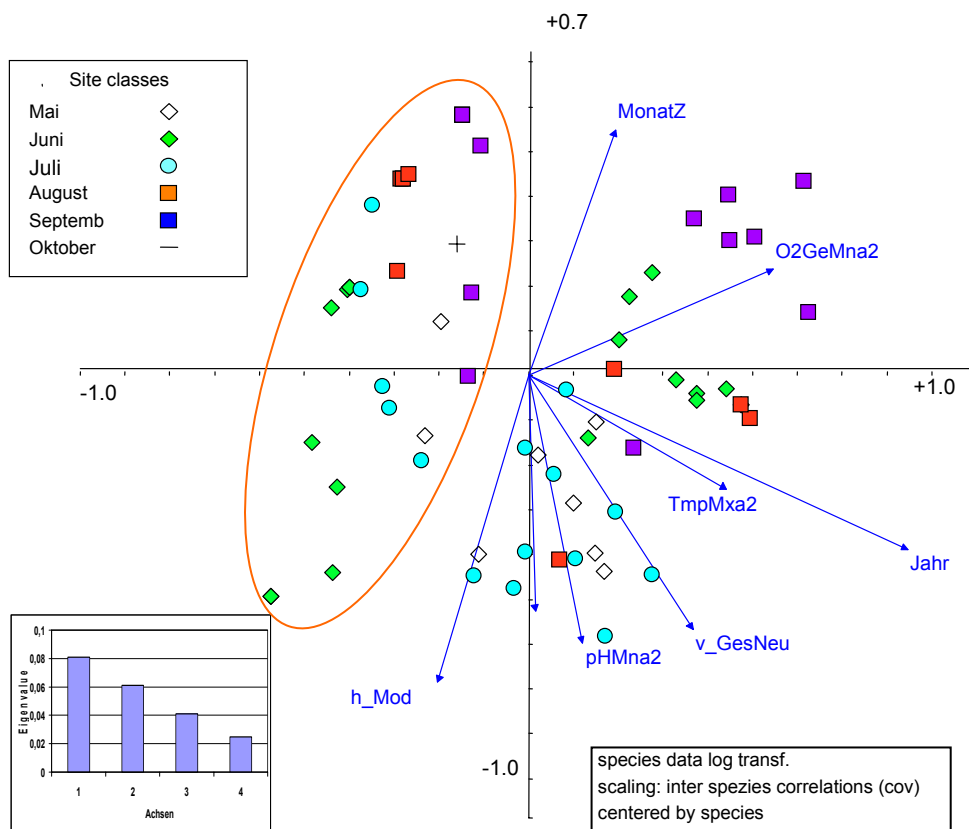 +0.7
Site classes
Mai
Juni
Juli
August
Septemb
Oktober
MonatZ
O2GeMna2
-1.0
+1.0
TmpMxa2
Jahr
v_GesNeu
pHMna2
h_Mod
-1.0
Eigenvalue
0,1
0,08
0,06
0,04
0,02
0
1 2 3 4
Achsen
species data log transf.
scaling: inter spezies correlations (cov)
centered by species